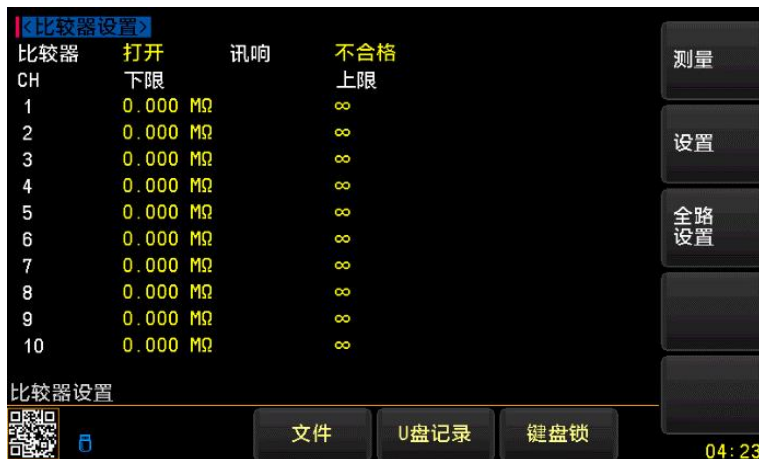 <比较器设置>
比较器 打开 讯响 不合格
CH 下限 上限
1 0.000 MΩ ∞
2 0.000 MΩ ∞
3 0.000 MΩ ∞
4 0.000 MΩ ∞
5 0.000 MΩ ∞
6 0.000 MΩ ∞
7 0.000 MΩ ∞
8 0.000 MΩ ∞
9 0.000 MΩ ∞
10 0.000 MΩ ∞
比较器设置
测量
设置
全路
设置
文件 U盘记录 键盘锁
04:23